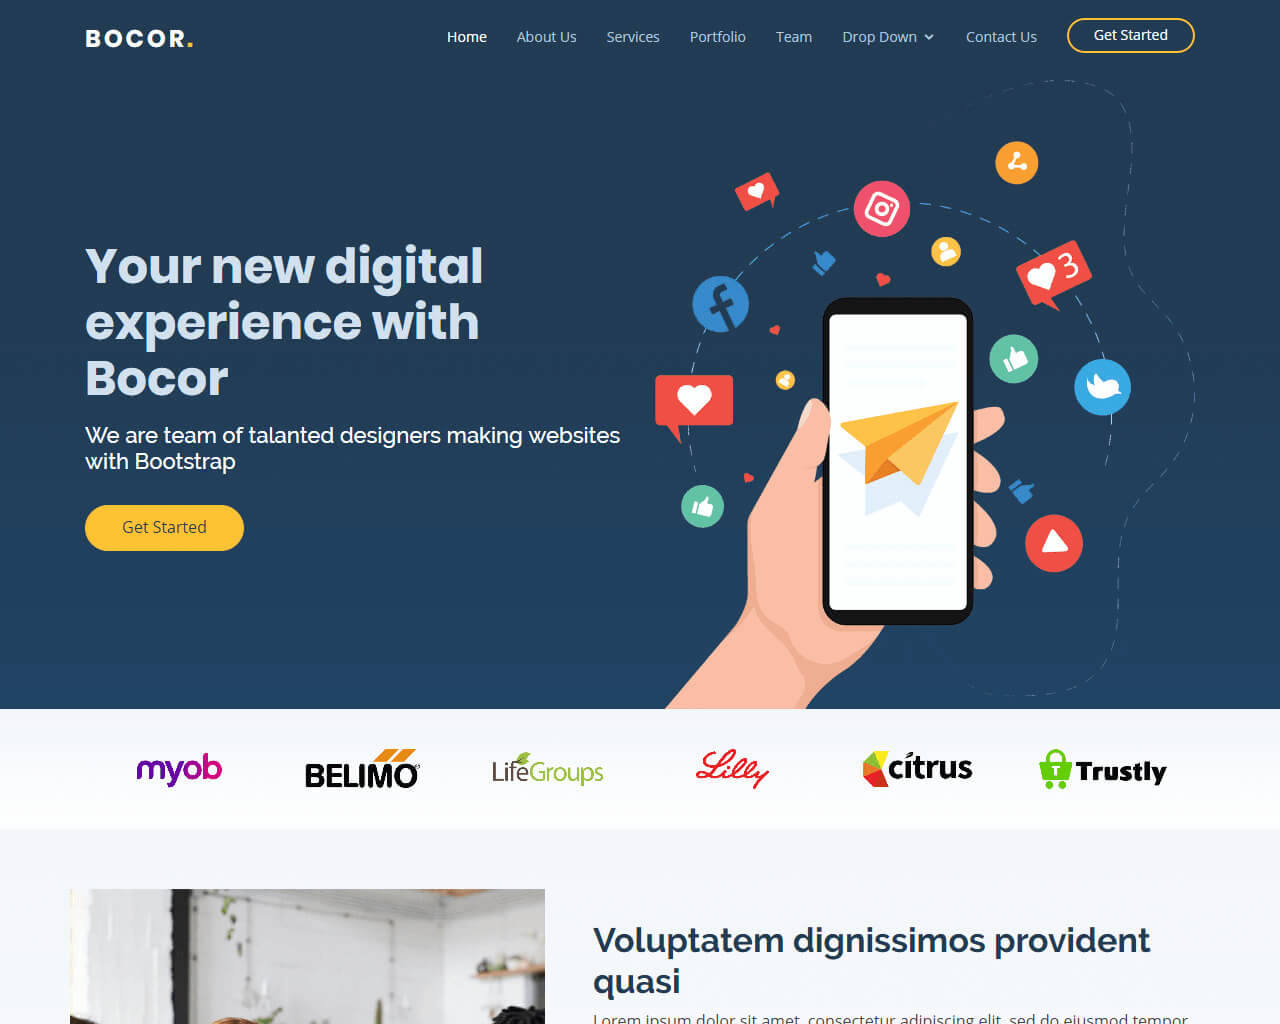 BOCOR.
Home About Us Services Portfolio Team Drop Down Contact Us Get Started
Your new digital
experience with
Bocor
We are team of talanted designers making websites
with Bootstrap
Get Started
3
myob BELIMO LifeGroups Lilly citrus Trustly
Voluptatem dignissimos provident
quasi
Lorem ipsum dolor sit amet, consectetur adipiscing elit, sed do eiusmod tempor